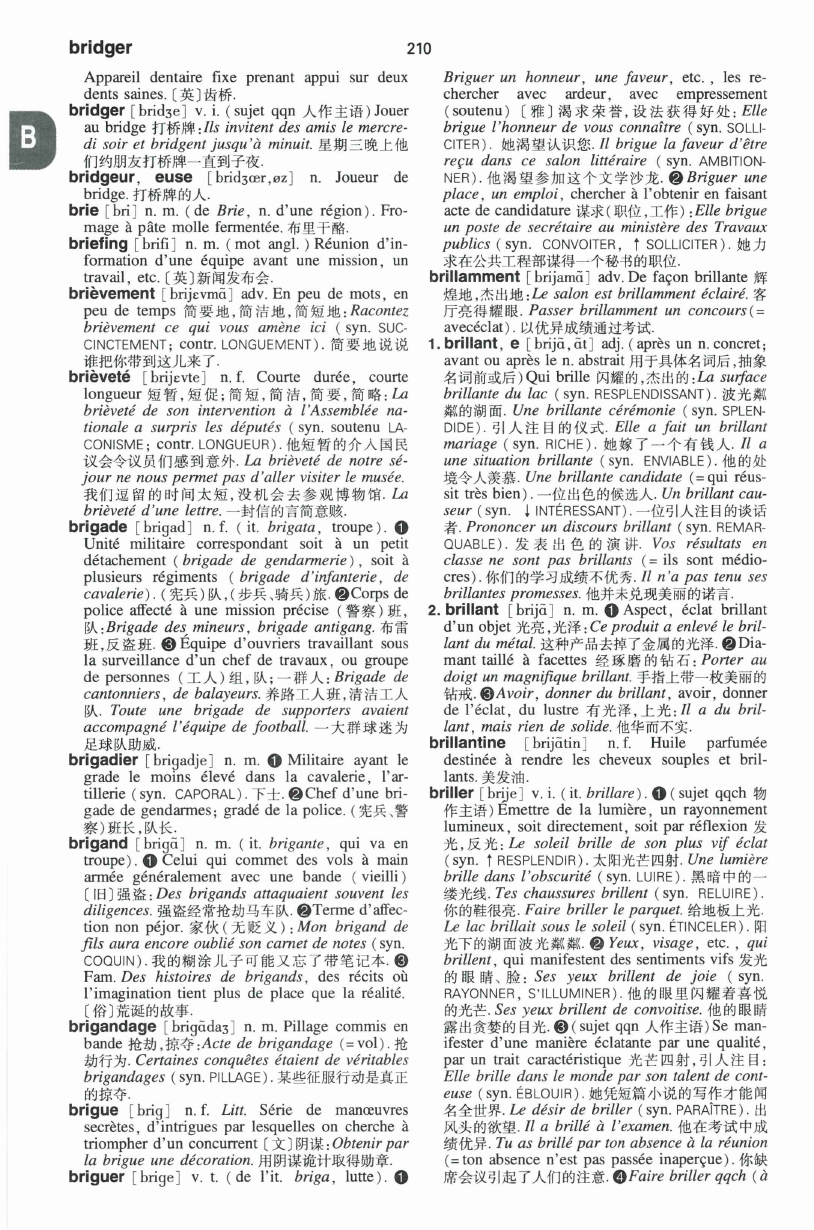 bridger
210
Appareil dentaire fixe prenant appui sur deux
dents saines.〔英〕齿桥.
B
bridger [bridʒe] v. i. (sujet qqn 人作主语) Jouer
au bridge 打桥牌:Ils invitent des amis le mercre-
di soir et bridgent jusqu'à minuit. 星期三晚上他
们约朋友打桥牌一直到子夜.
bridgeur, euse [bridʒœr,øz] n. Joueur de
bridge. 打桥牌的人.
brie [bri] n. m. (de Brie, n. d'une région). Fro-
mage à pâte molle fermentée. 布里干酪.
briefing [brifiŋ] n. m. (mot angl.) Réunion d'in-
formation d'une équipe avant une mission, un
travail, etc.〔英〕新闻发布会.
brièvement [brijɛvmɑ̃] adv. En peu de mots, en
peu de temps 简要地,简洁地,简短地:Racontez
brièvement ce qui vous amène ici (syn. SUC-
CINCTEMENT; contr. LONGUEMENT). 简要地说说
谁把你带到这儿来了.
brièveté [brijɛvte] n. f. Courte durée, courte
longueur 短暂,短促;简短,简洁,简要,简略:La
brièveté de son intervention à l'Assemblée na-
tionale a surpris les députés (syn. soutenu LA-
CONISME; contr. LONGUEUR). 他短暂的介入国民
议会令议员们感到意外. La brièveté de notre sé-
jour ne nous permet pas d'aller visiter le musée.
我们逗留的时间太短,没机会去参观博物馆. La
brièveté d'une lettre. 一封信的言简意赅.
brigade [brigad] n. f. (it. brigata, troupe). ❶
Unité militaire correspondant soit à un petit
détachement (brigade de gendarmerie), soit à
plusieurs régiments (brigade d'infanterie, de
cavalerie). (宪兵)队,(步兵、骑兵)旅. ❷Corps de
police affecté à une mission précise (警察)班,
队:Brigade des mineurs, brigade antigang. 布雷
班,反盗班. ❸ Équipe d'ouvriers travaillant sous
la surveillance d'un chef de travaux, ou groupe
de personnes (工人)组,队;一群人:Brigade de
cantonniers, de balayeurs. 养路工人班,清洁工人
队. Toute une brigade de supporters avaient
accompagné l'équipe de football. 一大群球迷为
足球队助威.
brigadier [brigadje] n. m. ❶ Militaire ayant le
grade le moins élevé dans la cavalerie, l'ar-
tillerie (syn. CAPORAL). 下士. ❷Chef d'une bri-
gade de gendarmes; gradé de la police. (宪兵、警
察)班长,队长.
brigand [brigɑ̃] n. m. (it. brigante, qui va en
troupe). ❶ Celui qui commet des vols à main
armée généralement avec une bande (vieilli)
〔旧〕强盗:Des brigands attaquaient souvent les
diligences. 强盗经常抢劫马车队. ❷Terme d'affec-
tion non péjor. 家伙(无贬义):Mon brigand de
fils aura encore oublié son carnet de notes (syn.
COQUIN). 我的糊涂儿子可能又忘了带笔记本. ❸
Fam. Des histoires de brigands, des récits où
l'imagination tient plus de place que la réalité.
〔俗〕荒诞的故事.
brigandage [brigɑ̃daʒ] n. m. Pillage commis en
bande 抢劫,掠夺:Acte de brigandage (= vol). 抢
劫行为. Certaines conquêtes étaient de véritables
brigandages (syn. PILLAGE). 某些征服行动是真正
的掠夺.
brigue [brig] n. f. Litt. Série de manœuvres
secrètes, d'intrigues par lesquelles on cherche à
triompher d'un concurrent〔文〕阴谋:Obtenir par
la brigue une décoration. 用阴谋诡计取得勋章.
briguer [brige] v. t. (de l'it. briga, lutte). ❶
Briguer un honneur, une faveur, etc., les re-
chercher avec ardeur, avec empressement
(soutenu)〔雅〕渴求荣誉,设法获得好处:Elle
brigue l'honneur de vous connaître (syn. SOLLI-
CITER). 她渴望认识您. Il brigue la faveur d'être
reçu dans ce salon littéraire (syn. AMBITION-
NER). 他渴望参加这个文学沙龙. ❷ Briguer une
place, un emploi, chercher à l'obtenir en faisant
acte de candidature 谋求(职位,工作):Elle brigue
un poste de secrétaire au ministère des Travaux
publics (syn. CONVOITER, ↑ SOLLICITER). 她力
求在公共工程部谋得一个秘书的职位.
brillamment [brijamɑ̃] adv. De façon brillante 辉
煌地,杰出地:Le salon est brillamment éclairé. 客
厅亮得耀眼. Passer brillamment un concours (=
avecéclat). 以优异成绩通过考试.
1. brillant, e [brijɑ̃,ɑ̃t] adj. (après un n. concret;
avant ou après le n. abstrait 用于具体名词后,抽象
名词前或后) Qui brille 闪耀的,杰出的:La surface
brillante du lac (syn. RESPLENDISSANT). 波光粼
粼的湖面. Une brillante cérémonie (syn. SPLEN-
DIDE). 引人注目的仪式. Elle a fait un brillant
mariage (syn. RICHE). 她嫁了一个有钱人. Il a
une situation brillante (syn. ENVIABLE). 他的处
境令人羡慕. Une brillante candidate (= qui réus-
sit très bien). 一位出色的候选人. Un brillant cau-
seur (syn. ↓ INTÉRESSANT). 一位引人注目的谈话
者. Prononcer un discours brillant (syn. REMAR-
QUABLE). 发表出色的演讲. Vos résultats en
classe ne sont pas brillants (= ils sont médio-
cres). 你们的学习成绩不优秀. Il n'a pas tenu ses
brillantes promesses. 他并未兑现美丽的诺言.
2. brillant [brijɑ̃] n. m. ❶ Aspect, éclat brillant
d'un objet 光亮,光泽:Ce produit a enlevé le bril-
lant du métal. 这种产品去掉了金属的光泽. ❷Dia-
mant taillé à facettes 经琢磨的钻石:Porter au
doigt un magnifique brillant. 手指上带一枚美丽的
钻戒. ❸Avoir, donner du brillant, avoir, donner
de l'éclat, du lustre 有光泽,上光:Il a du bril-
lant, mais rien de solide. 他华而不实.
brillantine [brijɑ̃tin] n. f. Huile parfumée
destinée à rendre les cheveux souples et bril-
lants. 美发油.
briller [brije] v. i. (it. brillare). ❶ (sujet qqch 物
作主语) Émettre de la lumière, un rayonnement
lumineux, soit directement, soit par réflexion 发
光,反光:Le soleil brille de son plus vif éclat
(syn. ↑ RESPLENDIR). 太阳光芒四射. Une lumière
brille dans l'obscurité (syn. LUIRE). 黑暗中的一
缕光线. Tes chaussures brillent (syn. RELUIRE).
你的鞋很亮. Faire briller le parquet. 给地板上光.
Le lac brillait sous le soleil (syn. ÉTINCELER). 阳
光下的湖面波光粼粼. ❷ Yeux, visage, etc., qui
brillent, qui manifestent des sentiments vifs 发光
的眼睛、脸:Ses yeux brillent de joie (syn.
RAYONNER, S'ILLUMINER). 他的眼里闪耀着喜悦
的光芒. Ses yeux brillent de convoitise. 他的眼睛
露出贪婪的目光. ❸ (sujet qqn 人作主语) Se man-
ifester d'une manière éclatante par une qualité,
par un trait caractéristique 光芒四射,引人注目:
Elle brille dans le monde par son talent de cont-
euse (syn. ÉBLOUIR). 她凭短篇小说的写作才能闻
名全世界. Le désir de briller (syn. PARAÎTRE). 出
风头的欲望. Il a brillé à l'examen. 他在考试中成
绩优异. Tu as brillé par ton absence à la réunion
(= ton absence n'est pas passée inaperçue). 你缺
席会议引起了人们的注意. ❹Faire briller qqch (à